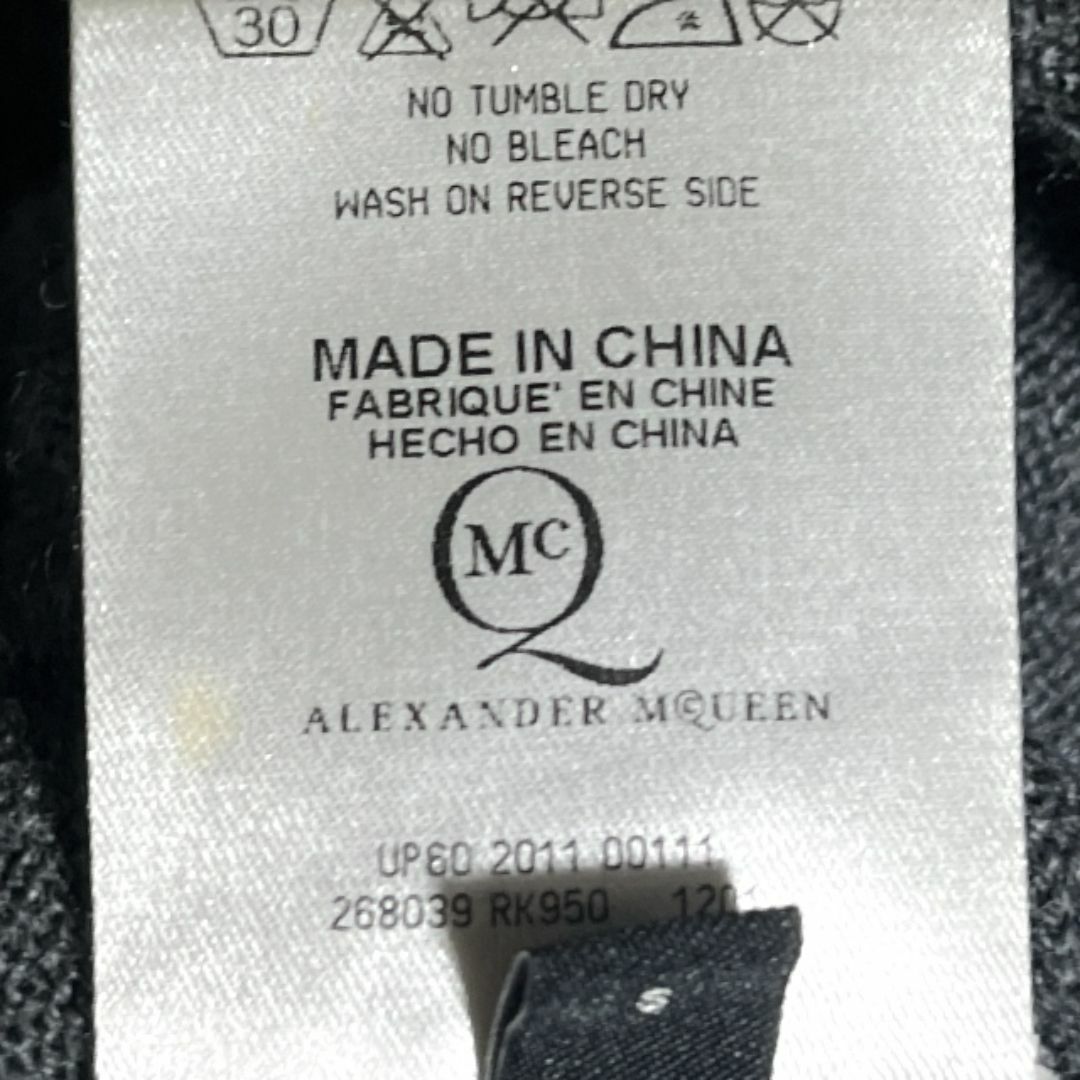 30
NO TUMBLE DRY
NO BLEACH
WASH ON REVERSE SIDE
MADE IN CHINA
FABRIQUE' EN CHINE
HECHO EN CHINA
McQ
ALEXANDER MCQUEEN
UP60 2011 00111
268039 RK950
S